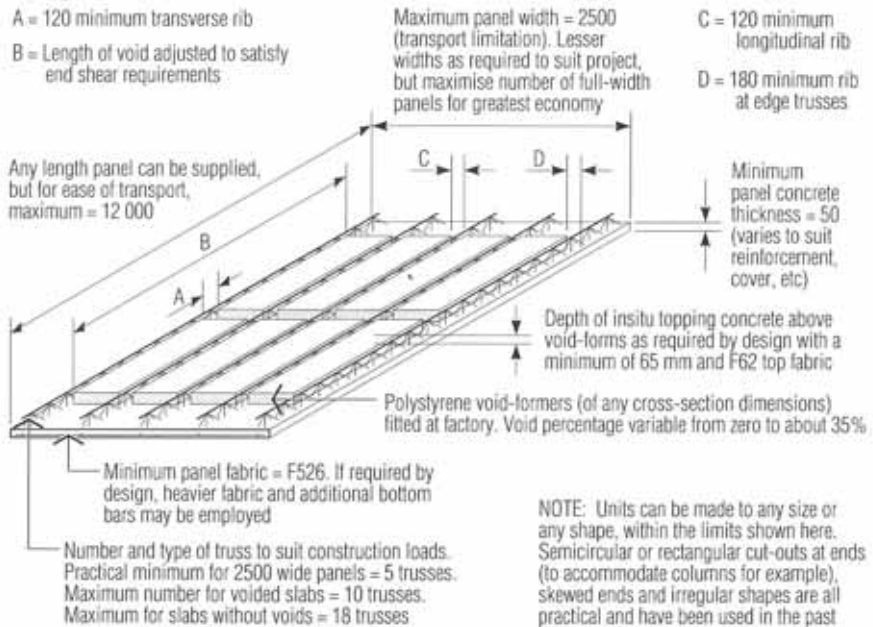 A = 120 minimum transverse rib
B = Length of void adjusted to satisfy
end shear requirements
Maximum panel width = 2500
(transport limitation). Lesser
widths as required to suit project,
but maximise number of full-width
panels for greatest economy
C = 120 minimum
longitudinal rib
D = 180 minimum rib
at edge trusses
Any length panel can be supplied,
but for ease of transport,
maximum = 12 000
C
D
B
A
Minimum
panel concrete
thickness = 50
(varies to suit
reinforcement,
cover, etc)
Depth of insitu topping concrete above
void-forms as required by design with a
minimum of 65 mm and F62 top fabric
Polystyrene void-formers (of any cross-section dimensions)
fitted at factory. Void percentage variable from zero to about 35%
Minimum panel fabric = F526. If required by
design, heavier fabric and additional bottom
bars may be employed
Number and type of truss to suit construction loads.
Practical minimum for 2500 wide panels = 5 trusses.
Maximum number for voided slabs = 10 trusses.
Maximum for slabs without voids = 18 trusses
NOTE: Units can be made to any size or
any shape, within the limits shown here.
Semicircular or rectangular cut-outs at ends
(to accommodate columns for example),
skewed ends and irregular shapes are all
practical and have been used in the past